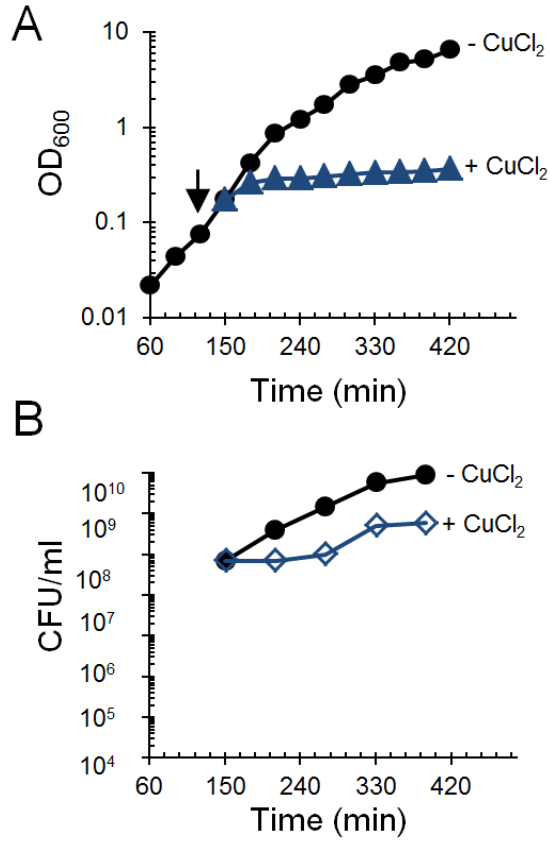 A
10
1
0.1
0.01
OD₆₀₀
- CuCl₂
+ CuCl₂
60 150 240 330 420
Time (min)
B
10¹⁰
10⁹
10⁸
10⁷
10⁶
10⁵
10⁴
CFU/ml
- CuCl₂
+ CuCl₂
60 150 240 330 420
Time (min)